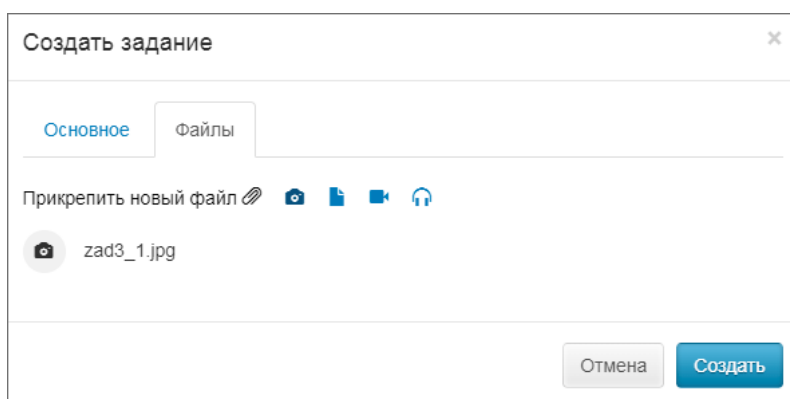 Создать задание
Основное Файлы
Прикрепить новый файл
zad3_1.jpg
Отмена Создать